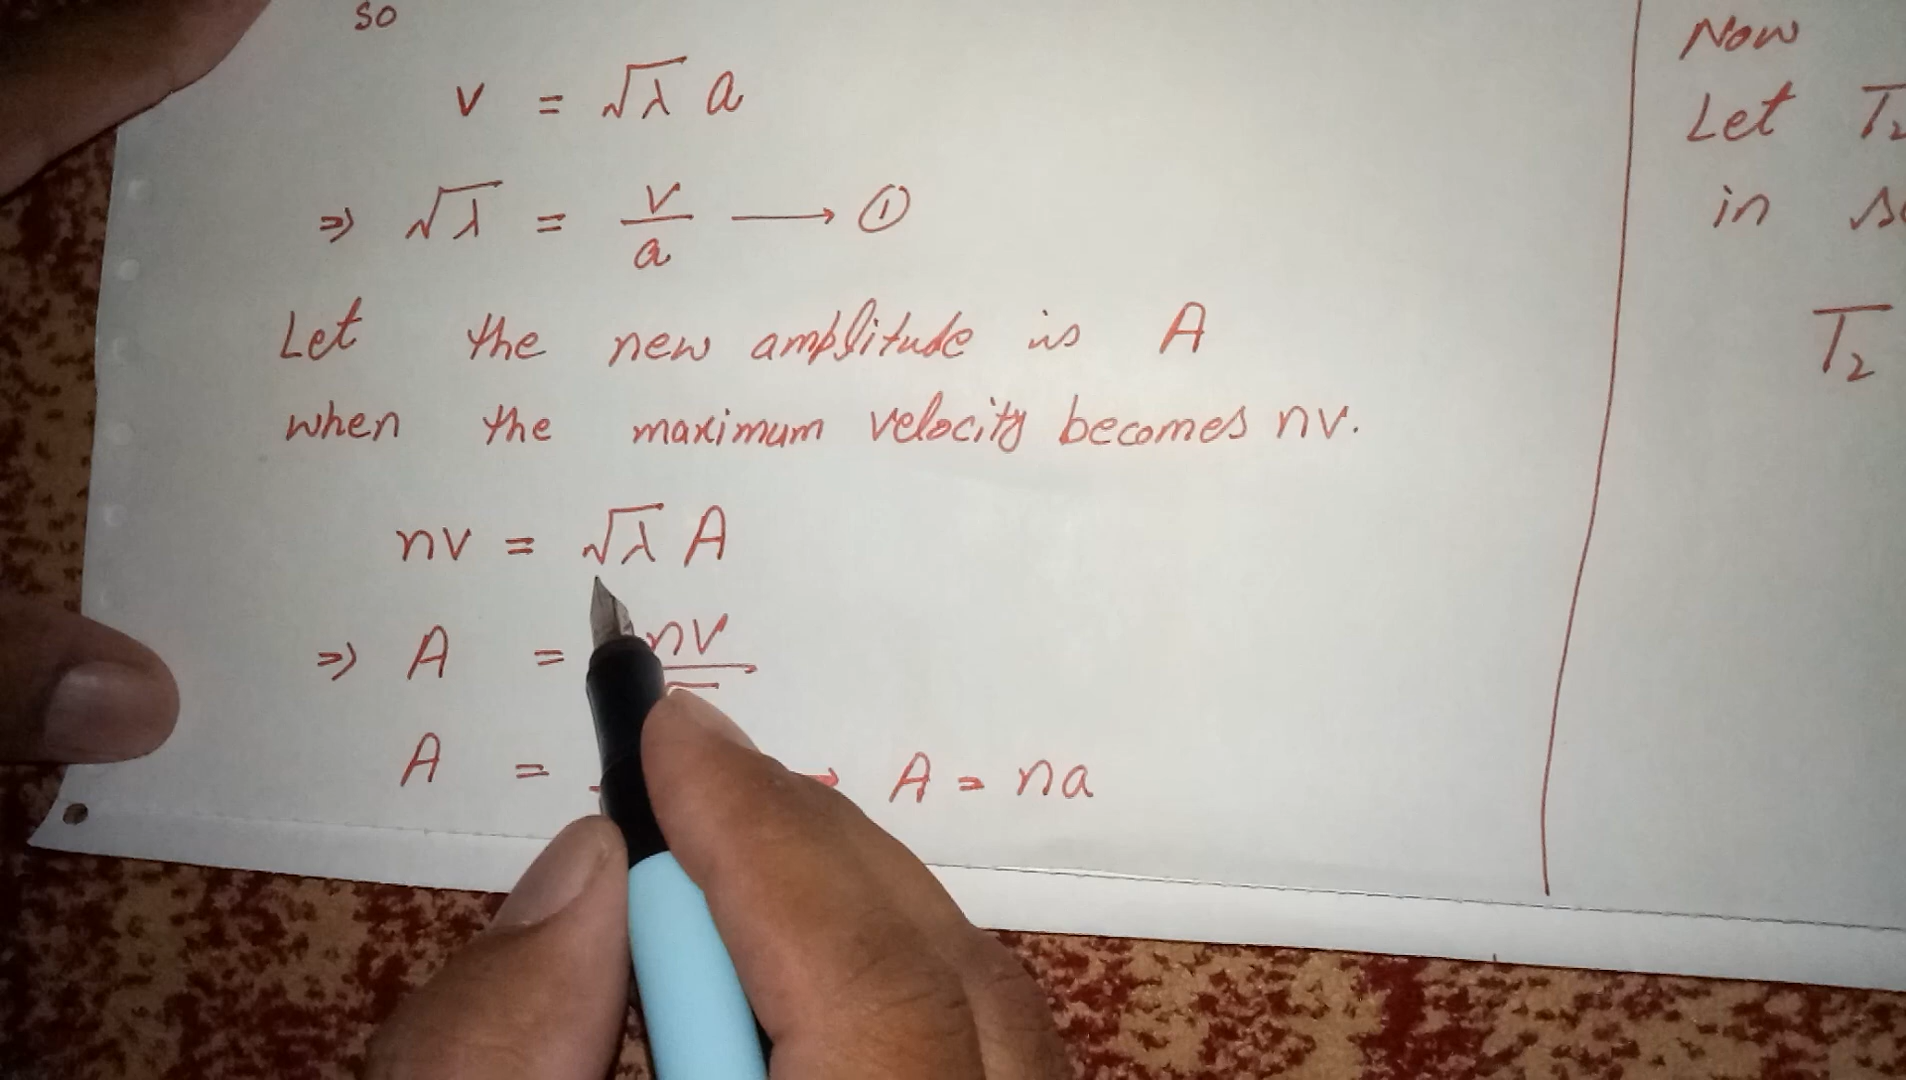 so
v = √λ a
⇒ √λ = v/a ⟶ ①
Let the new amplitude is A
when the maximum velocity becomes nv.
nv = √λ A
⇒ A = nv
A = → A = na
Now
Let T₂
in
T₂